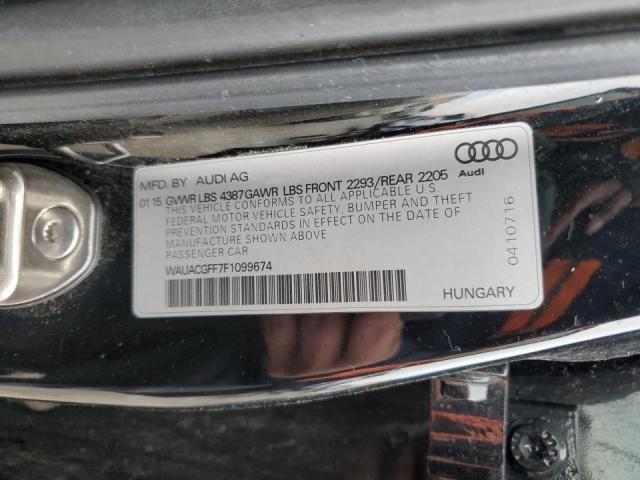 MFD. BY AUDI AG
01 15 GVWR LBS 4387 GAWR LBS FRONT 2293/REAR 2205
THIS VEHICLE CONFORMS TO ALL APPLICABLE U.S.
FEDERAL MOTOR VEHICLE SAFETY, BUMPER AND THEFT
PREVENTION STANDARDS IN EFFECT ON THE DATE OF
MANUFACTURE SHOWN ABOVE
PASSENGER CAR
WAUACGFF7F1099674
HUNGARY
Audi
0410716